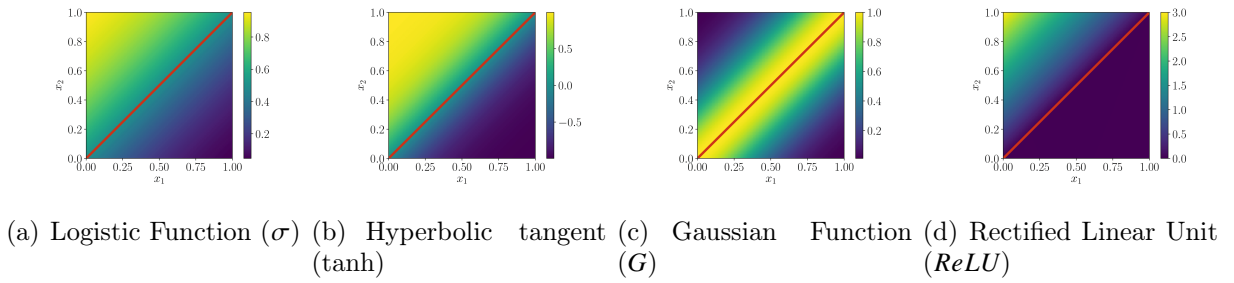 1.0
0.8
0.6
0.4
0.2
0.0
x2
0.00 0.25 0.50 0.75 1.00
x1
0.8
0.6
0.4
0.2
1.0
0.8
0.6
0.4
0.2
0.0
x2
0.00 0.25 0.50 0.75 1.00
x1
0.5
0.0
−0.5
1.0
0.8
0.6
0.4
0.2
0.0
x2
0.00 0.25 0.50 0.75 1.00
x1
1.0
0.8
0.6
0.4
0.2
1.0
0.8
0.6
0.4
0.2
0.0
x2
0.00 0.25 0.50 0.75 1.00
x1
3.0
2.5
2.0
1.5
1.0
0.5
0.0
(a) Logistic Function (σ)
(b) Hyperbolic tangent
(tanh)
(c) Gaussian Function
(G)
(d) Rectified Linear Unit
(ReLU)